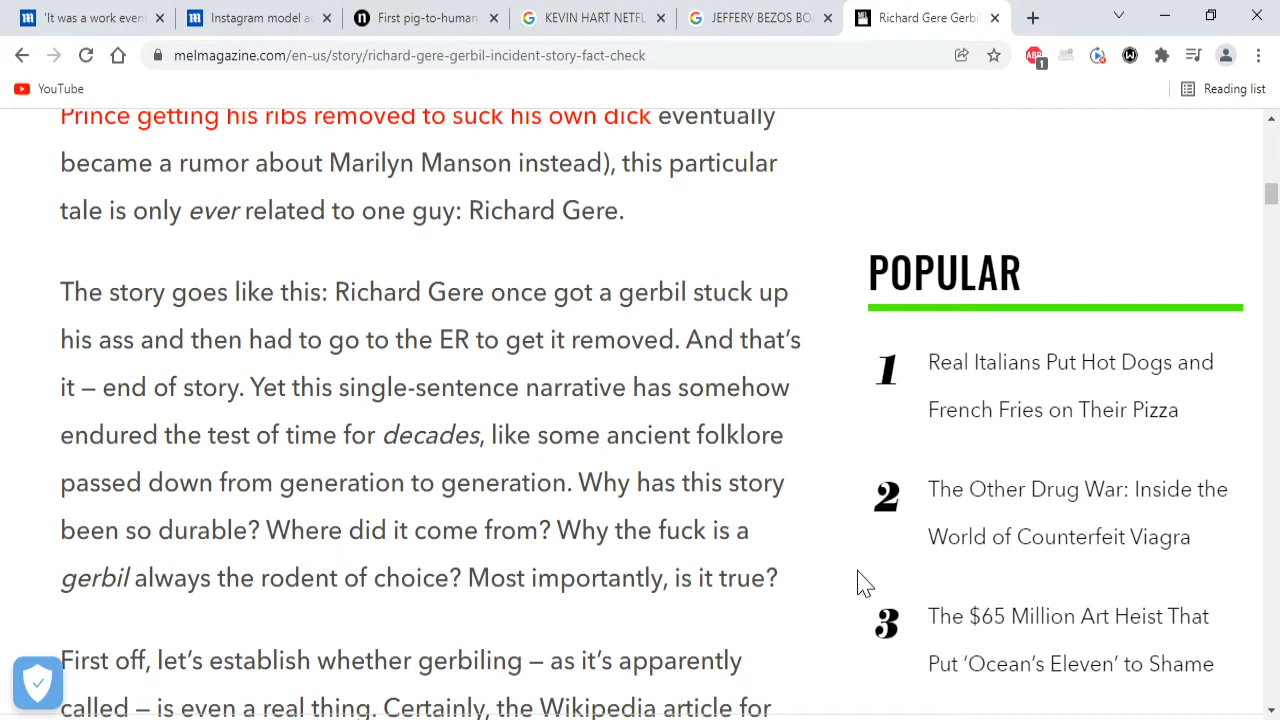 'It was a work even
Instagram model a
First pig-to-human
KEVIN HART NETFL
JEFFERY BEZOS BO
Richard Gere Gerbi
melmagazine.com/en-us/story/richard-gere-gerbil-incident-story-fact-check
ABP
1
YouTube
Reading list
Prince getting his ribs removed to suck his own dick eventually
became a rumor about Marilyn Manson instead), this particular
tale is only ever related to one guy: Richard Gere.
The story goes like this: Richard Gere once got a gerbil stuck up
his ass and then had to go to the ER to get it removed. And that's
it – end of story. Yet this single-sentence narrative has somehow
endured the test of time for decades, like some ancient folklore
passed down from generation to generation. Why has this story
been so durable? Where did it come from? Why the fuck is a
gerbil always the rodent of choice? Most importantly, is it true?
First off, let's establish whether gerbiling – as it's apparently
called – is even a real thing. Certainly, the Wikipedia article for
POPULAR
1 Real Italians Put Hot Dogs and
French Fries on Their Pizza
2 The Other Drug War: Inside the
World of Counterfeit Viagra
3 The $65 Million Art Heist That
Put 'Ocean's Eleven' to Shame